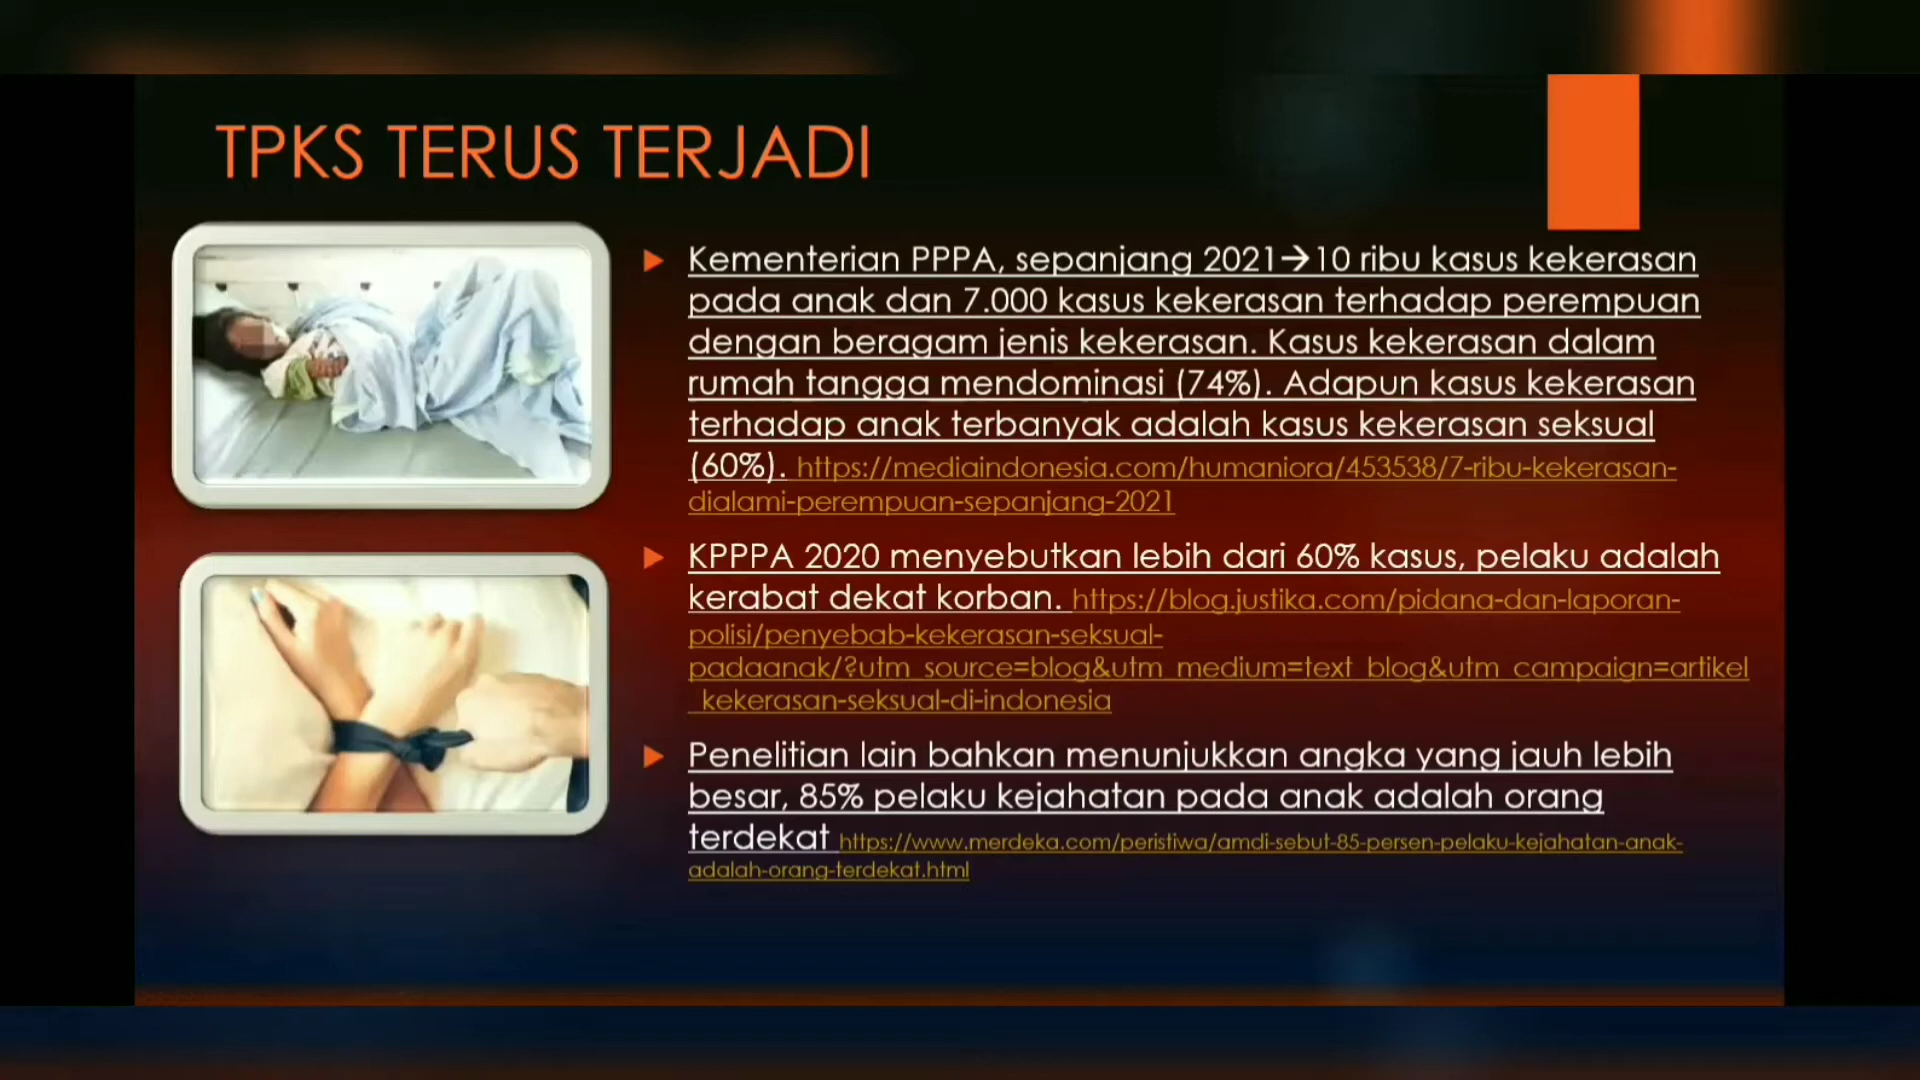 TPKS TERUS TERJADI
Kementerian PPPA, sepanjang 2021→10 ribu kasus kekerasan
pada anak dan 7.000 kasus kekerasan terhadap perempuan
dengan beragam jenis kekerasan. Kasus kekerasan dalam
rumah tangga mendominasi (74%). Adapun kasus kekerasan
terhadap anak terbanyak adalah kasus kekerasan seksual
(60%). https://mediaindonesia.com/humaniora/453538/7-ribu-kekerasan-
dialami-perempuan-sepanjang-2021
KPPPA 2020 menyebutkan lebih dari 60% kasus, pelaku adalah
kerabat dekat korban. https://blog.justika.com/pidana-dan-laporan-
polisi/penyebab-kekerasan-seksual-
padaanak/?utm_source=blog&utm_medium=text_blog&utm_campaign=artikel
_kekerasan-seksual-di-indonesia
Penelitian lain bahkan menunjukkan angka yang jauh lebih
besar, 85% pelaku kejahatan pada anak adalah orang
terdekat https://www.merdeka.com/peristiwa/amdi-sebut-85-persen-pelaku-kejahatan-anak-
adalah-orang-terdekat.html